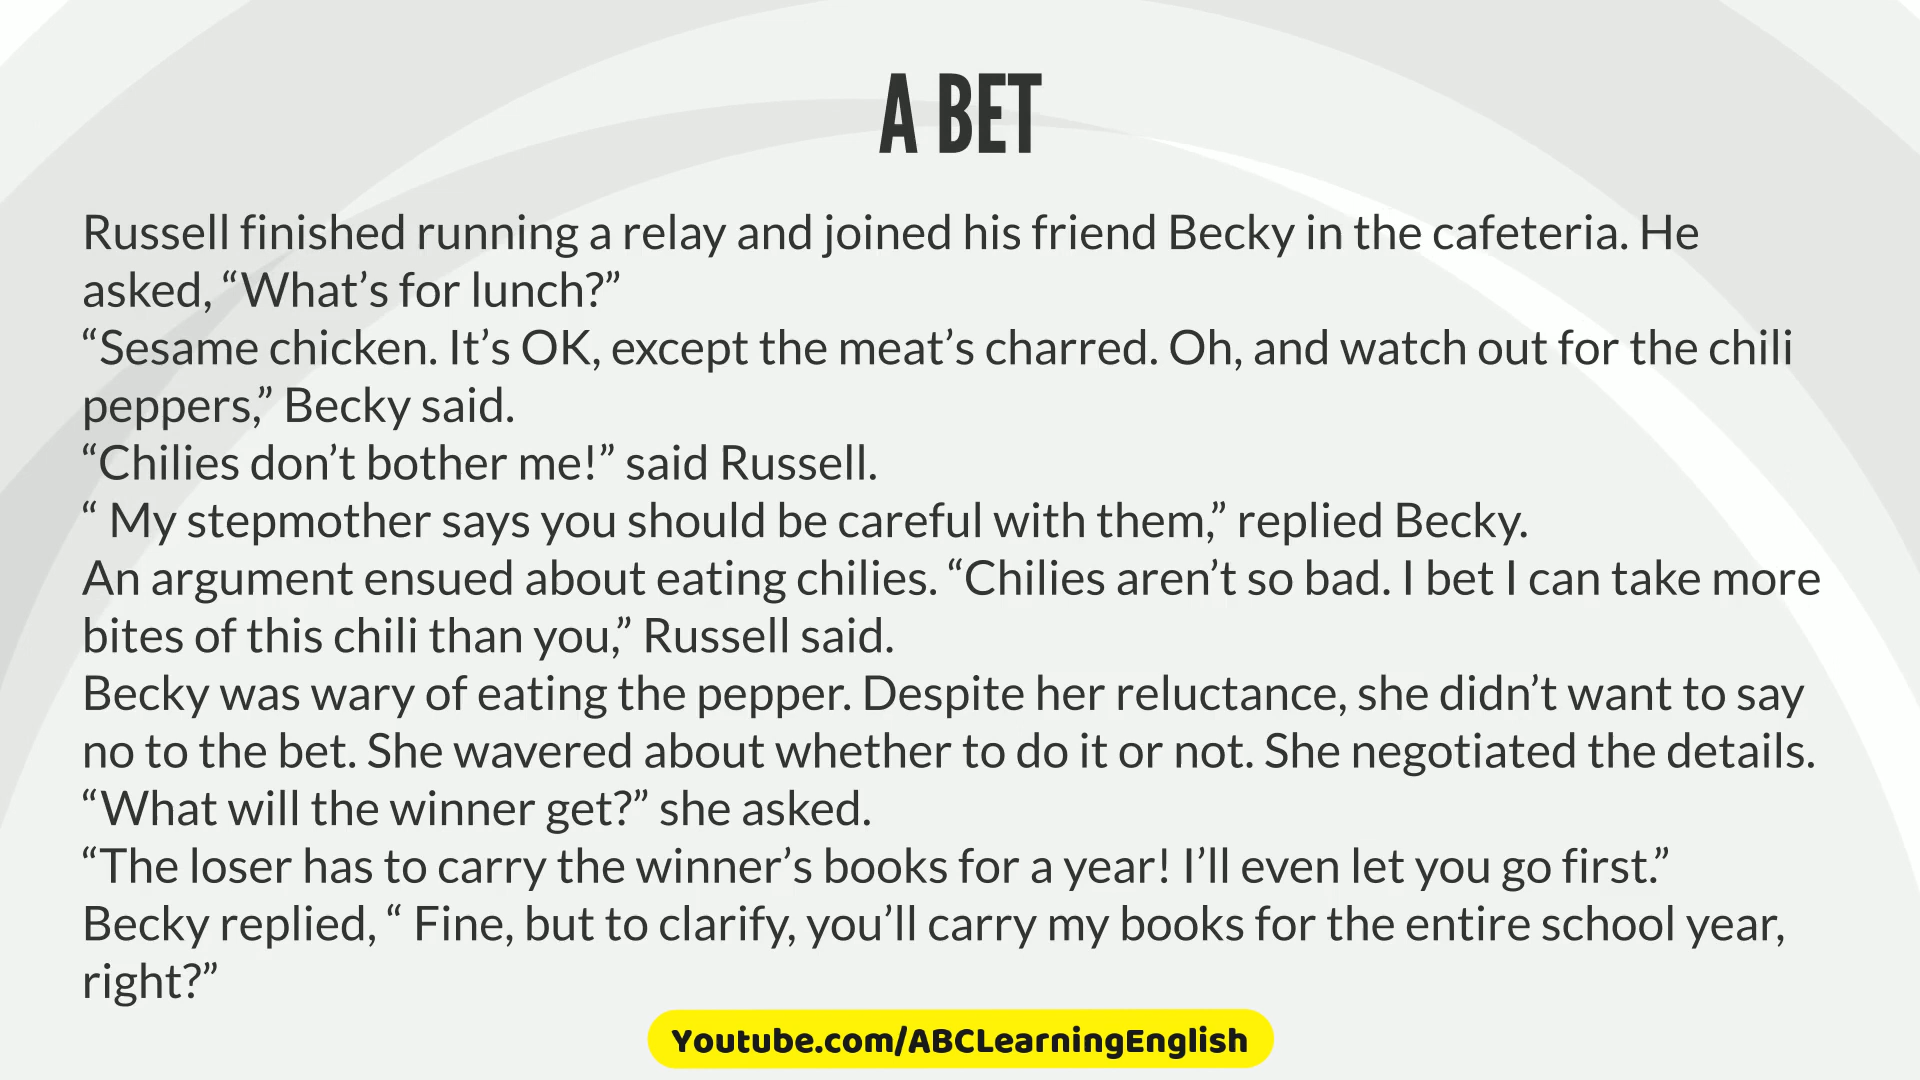 A BET
Russell finished running a relay and joined his friend Becky in the cafeteria. He
asked, “What’s for lunch?”
“Sesame chicken. It’s OK, except the meat’s charred. Oh, and watch out for the chili
peppers,” Becky said.
“Chilies don’t bother me!” said Russell.
“ My stepmother says you should be careful with them,” replied Becky.
An argument ensued about eating chilies. “Chilies aren’t so bad. I bet I can take more
bites of this chili than you,” Russell said.
Becky was wary of eating the pepper. Despite her reluctance, she didn’t want to say
no to the bet. She wavered about whether to do it or not. She negotiated the details.
“What will the winner get?” she asked.
“The loser has to carry the winner’s books for a year! I’ll even let you go first.”
Becky replied, “ Fine, but to clarify, you’ll carry my books for the entire school year,
right?”
Youtube.com/ABCLearningEnglish